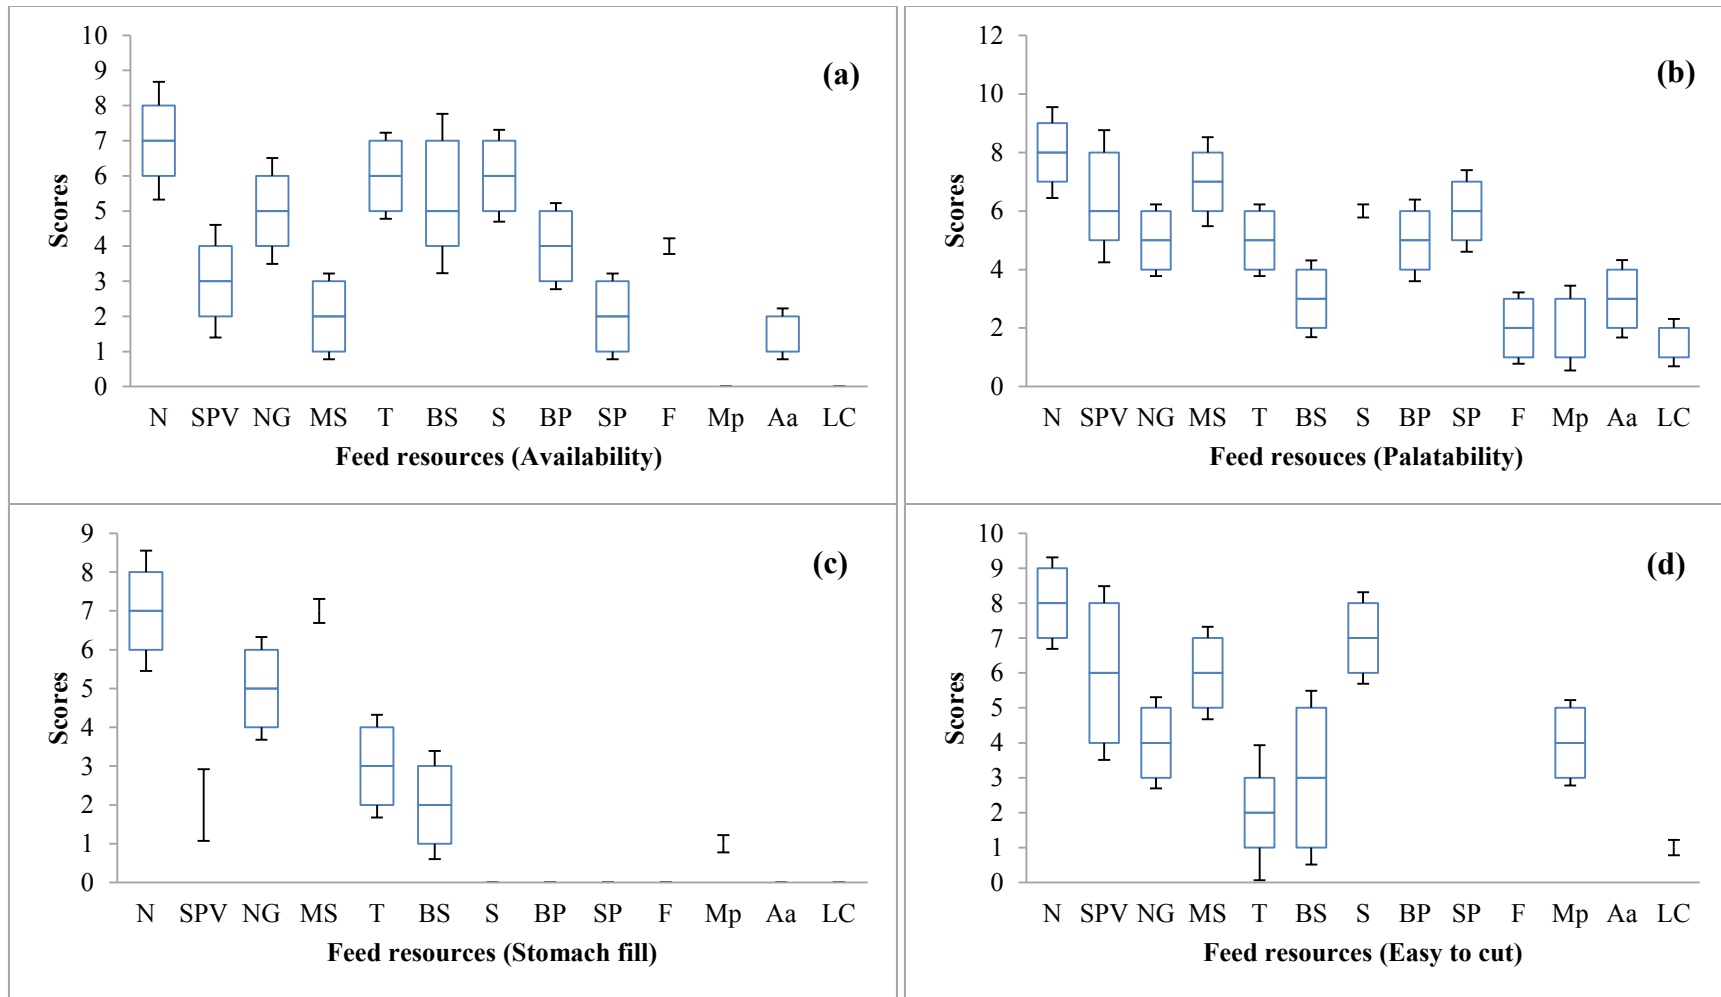 (a)
Scores
10
9
8
7
6
5
4
3
2
1
0
N SPV NG MS T BS S BP SP F Mp Aa LC
Feed resources (Availability)
(b)
Scores
12
10
8
6
4
2
0
N SPV NG MS T BS S BP SP F Mp Aa LC
Feed resouces (Palatability)
(c)
Scores
9
8
7
6
5
4
3
2
1
0
N SPV NG MS T BS S BP SP F Mp Aa LC
Feed resources (Stomach fill)
(d)
Scores
10
9
8
7
6
5
4
3
2
1
0
N SPV NG MS T BS S BP SP F Mp Aa LC
Feed resources (Easy to cut)